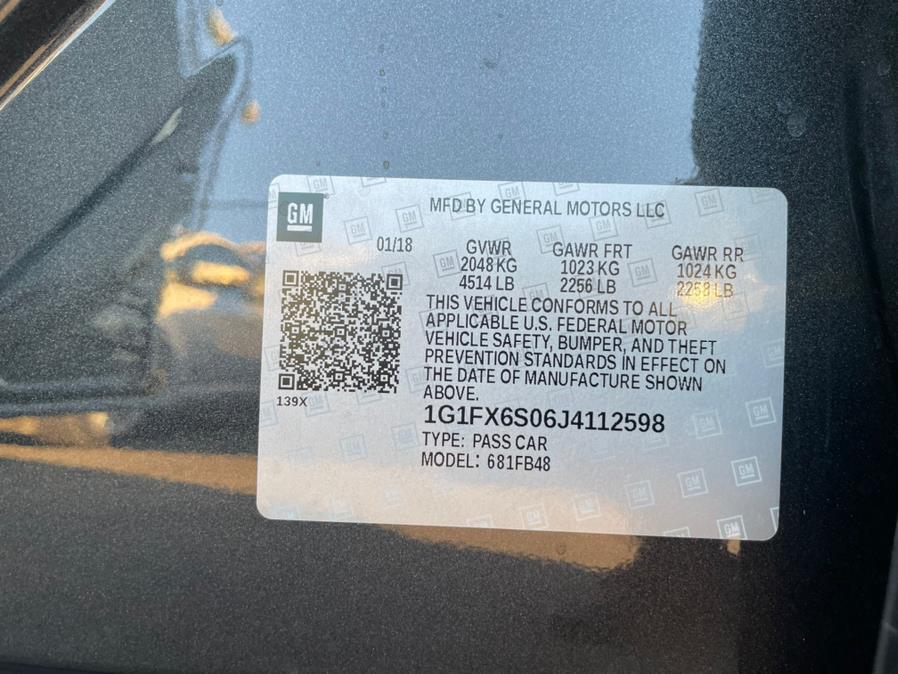 GM
MFD BY GENERAL MOTORS LLC
01/18 GVWR GAWR FRT GAWR RR
2048 KG 1023 KG 1024 KG
4514 LB 2256 LB 2258 LB
THIS VEHICLE CONFORMS TO ALL
APPLICABLE U.S. FEDERAL MOTOR
VEHICLE SAFETY, BUMPER, AND THEFT
PREVENTION STANDARDS IN EFFECT ON
THE DATE OF MANUFACTURE SHOWN
ABOVE.
139X
1G1FX6S06J4112598
TYPE: PASS CAR
MODEL: 681FB48